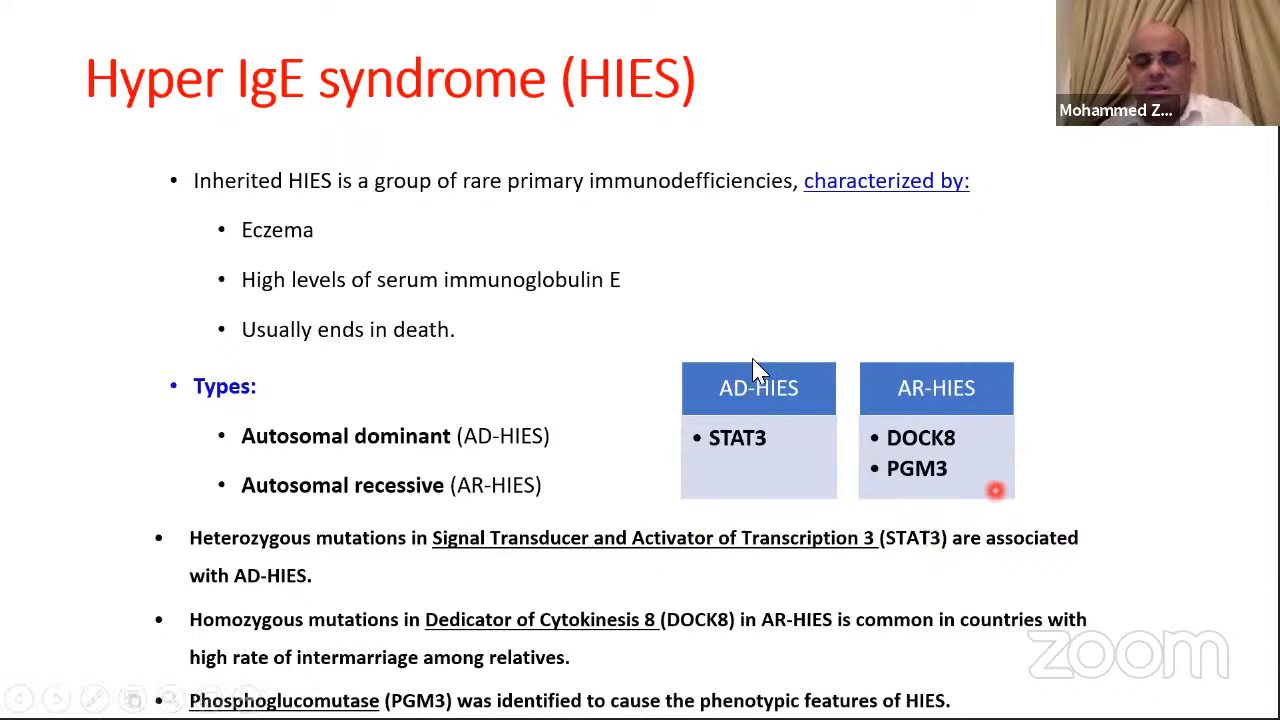 Hyper IgE syndrome (HIES)
Mohammed Z...
• Inherited HIES is a group of rare primary immunodefficiencies, characterized by:
• Eczema
• High levels of serum immunoglobulin E
• Usually ends in death.
• Types:
• Autosomal dominant (AD-HIES)
• Autosomal recessive (AR-HIES)
AD-HIES
• STAT3
AR-HIES
• DOCK8
• PGM3
• Heterozygous mutations in Signal Transducer and Activator of Transcription 3 (STAT3) are associated
with AD-HIES.
• Homozygous mutations in Dedicator of Cytokinesis 8 (DOCK8) in AR-HIES is common in countries with
high rate of intermarriage among relatives.
• Phosphoglucomutase (PGM3) was identified to cause the phenotypic features of HIES.
zoom